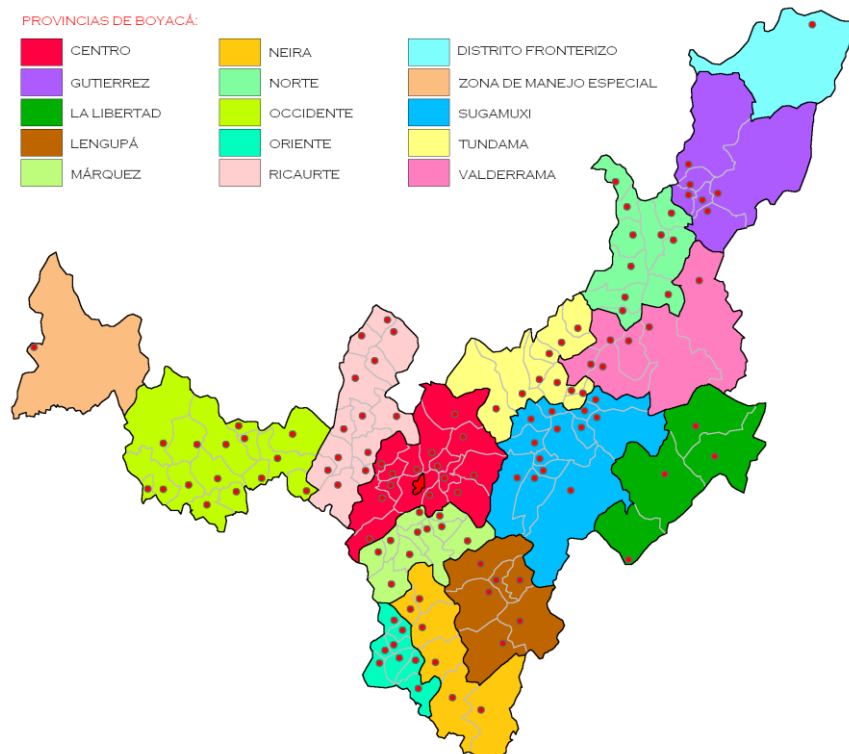 PROVINCIAS DE BOYACÁ:
CENTRO
GUTIERREZ
LA LIBERTAD
LENGUPÁ
MÁRQUEZ
NEIRA
NORTE
OCCIDENTE
ORIENTE
RICAURTE
DISTRITO FRONTERIZO
ZONA DE MANEJO ESPECIAL
SUGAMUXI
TUNDAMA
VALDERRAMA